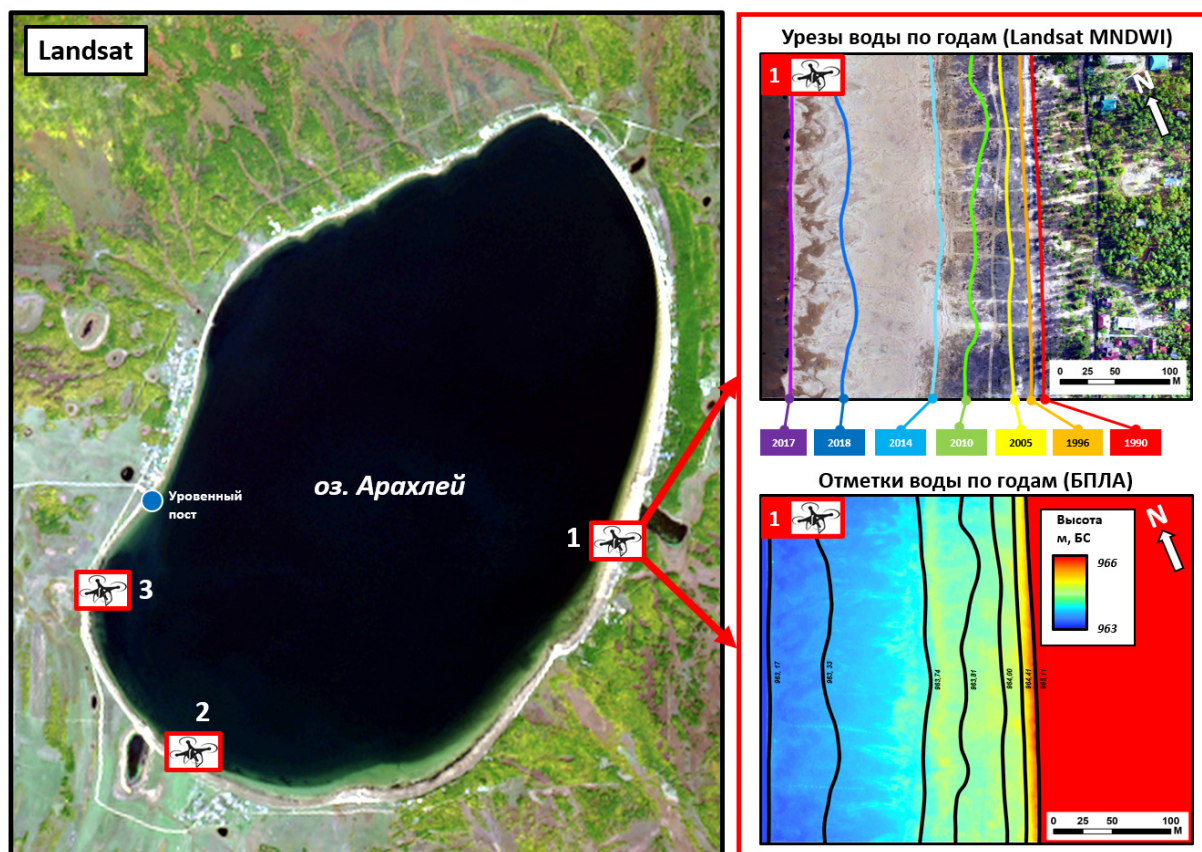 Landsat
оз. Арахлей
Уровенный
пост
1
2
3
Урезы воды по годам (Landsat MNDWI)
1
N
0 25 50 100
М
2017
2018
2014
2010
2005
1996
1990
Отметки воды по годам (БПЛА)
1
N
Высота
м, БС
966
963
963, 17
963, 33
963,74
963,81
964,00
964,41
965,11
0 25 50 100
М